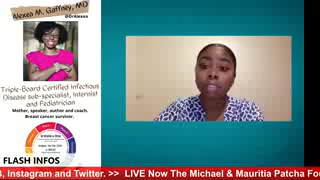 Alexea M. Gaffney, MD
@DrAlexea
Triple-Board Certified Infectious
Disease sub-specialist, Internist
and Pediatrician
Mother, speaker, author and coach.
Breast cancer survivor.
FLASH INFOS
, Instagram and Twitter. >> LIVE Now The Michael & Mauritia Patcha Fou